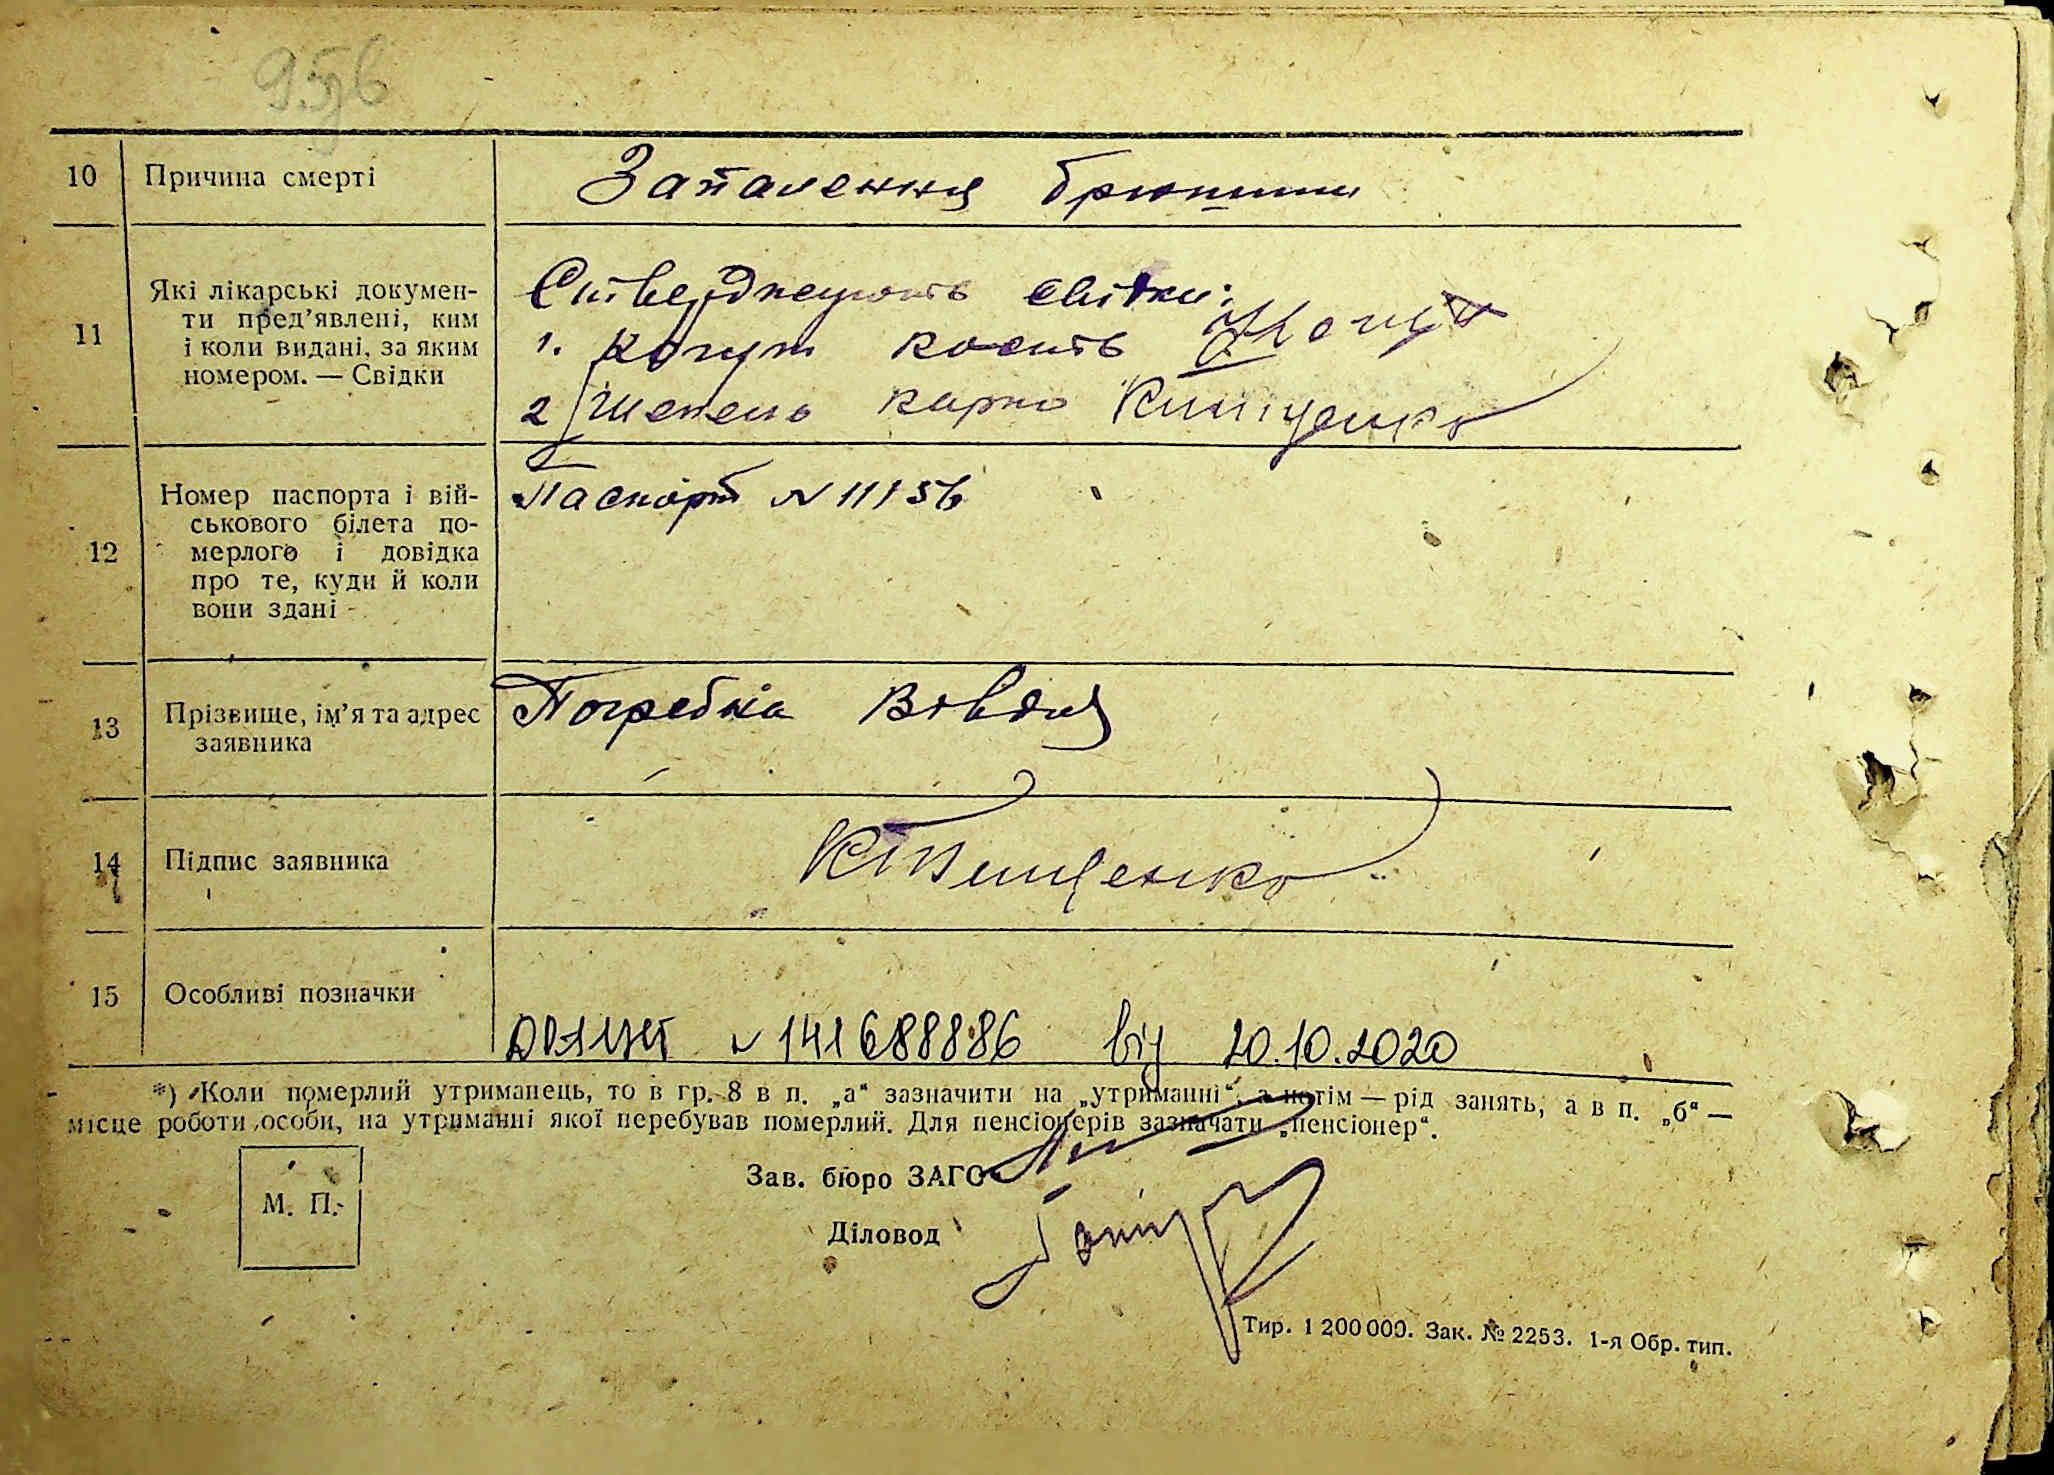 10 Причина смерті Запалення брюшини
11 Які лікарські докумен-
ти пред’явлені, ким
і коли видані, за яким
номером. — Свідки
Стверджують свідки:
1. Когут
2
12 Номер паспорта і вій-
ськового білета по-
мерлого і довідка
про те, куди й коли
вони здані -
Паспорт N 111356
13 Прізвище, ім’я та адрес
заявника
Погребна
14 Підпис заявника
15 Особливі позначки
N 141688886 від 20.10.2020
*) Коли померлий утриманець, то в гр. 8 в п. „а“ зазначити на „утриманні“, а потім — рід занять, а в п. „б“ —
місце роботи особи, на утриманні якої перебував померлий. Для пенсіонерів зазначати „пенсіонер“.
Зав. бюро ЗАГС
М. П.
Діловод
Тир. 1 200 000. Зак. № 2253. 1-я Обр. тип.